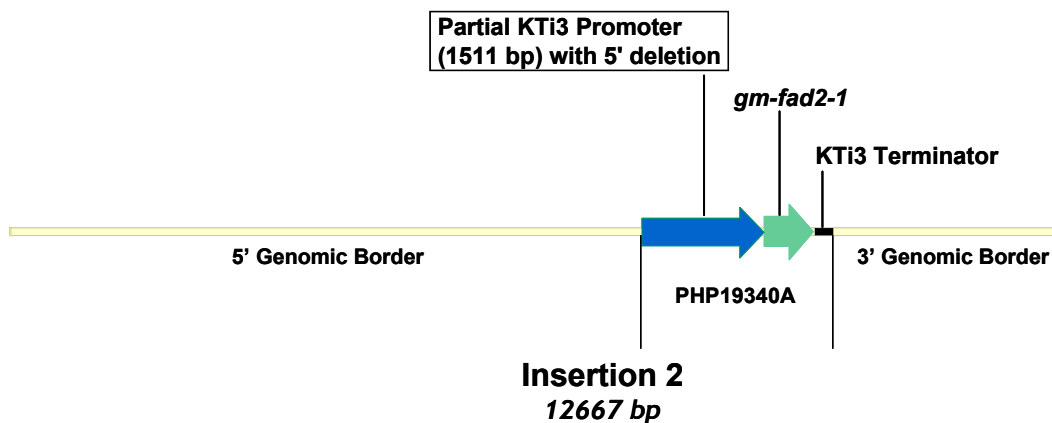 Partial KTi3 Promoter
(1511 bp) with 5' deletion
gm-fad2-1
KTi3 Terminator
5’ Genomic Border
3’ Genomic Border
PHP19340A
Insertion 2
12667 bp